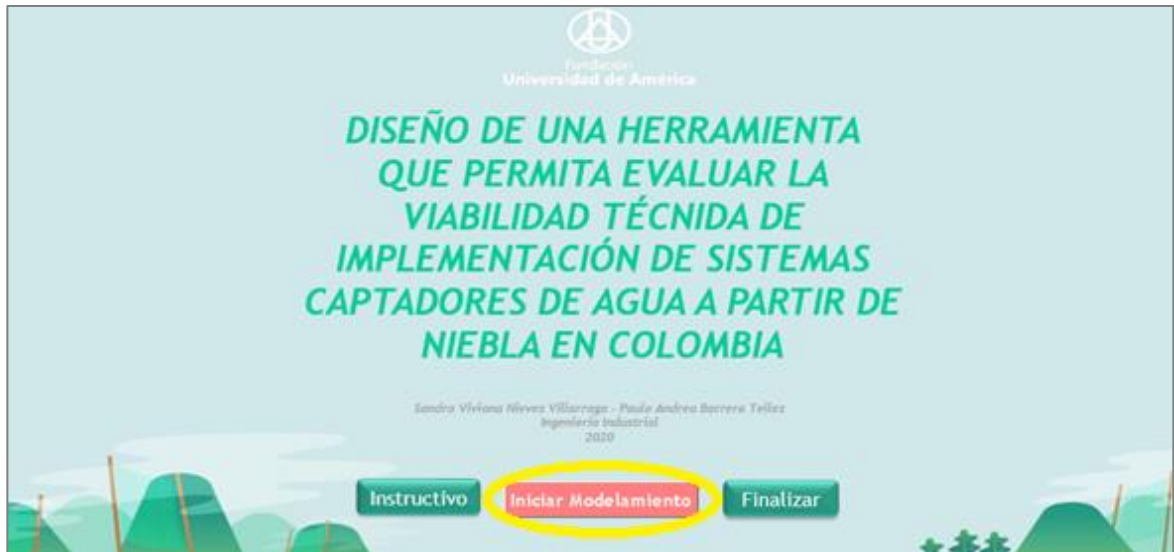 Fundación
Universidad de América
DISEÑO DE UNA HERRAMIENTA
QUE PERMITA EVALUAR LA
VIABILIDAD TÉCNIDA DE
IMPLEMENTACIÓN DE SISTEMAS
CAPTADORES DE AGUA A PARTIR DE
NIEBLA EN COLOMBIA
Sandra Viviana Nieves Villarraga - Paula Andrea Barrera Tellez
Ingeniería Industrial
2020
Instructivo
Iniciar Modelamiento
Finalizar